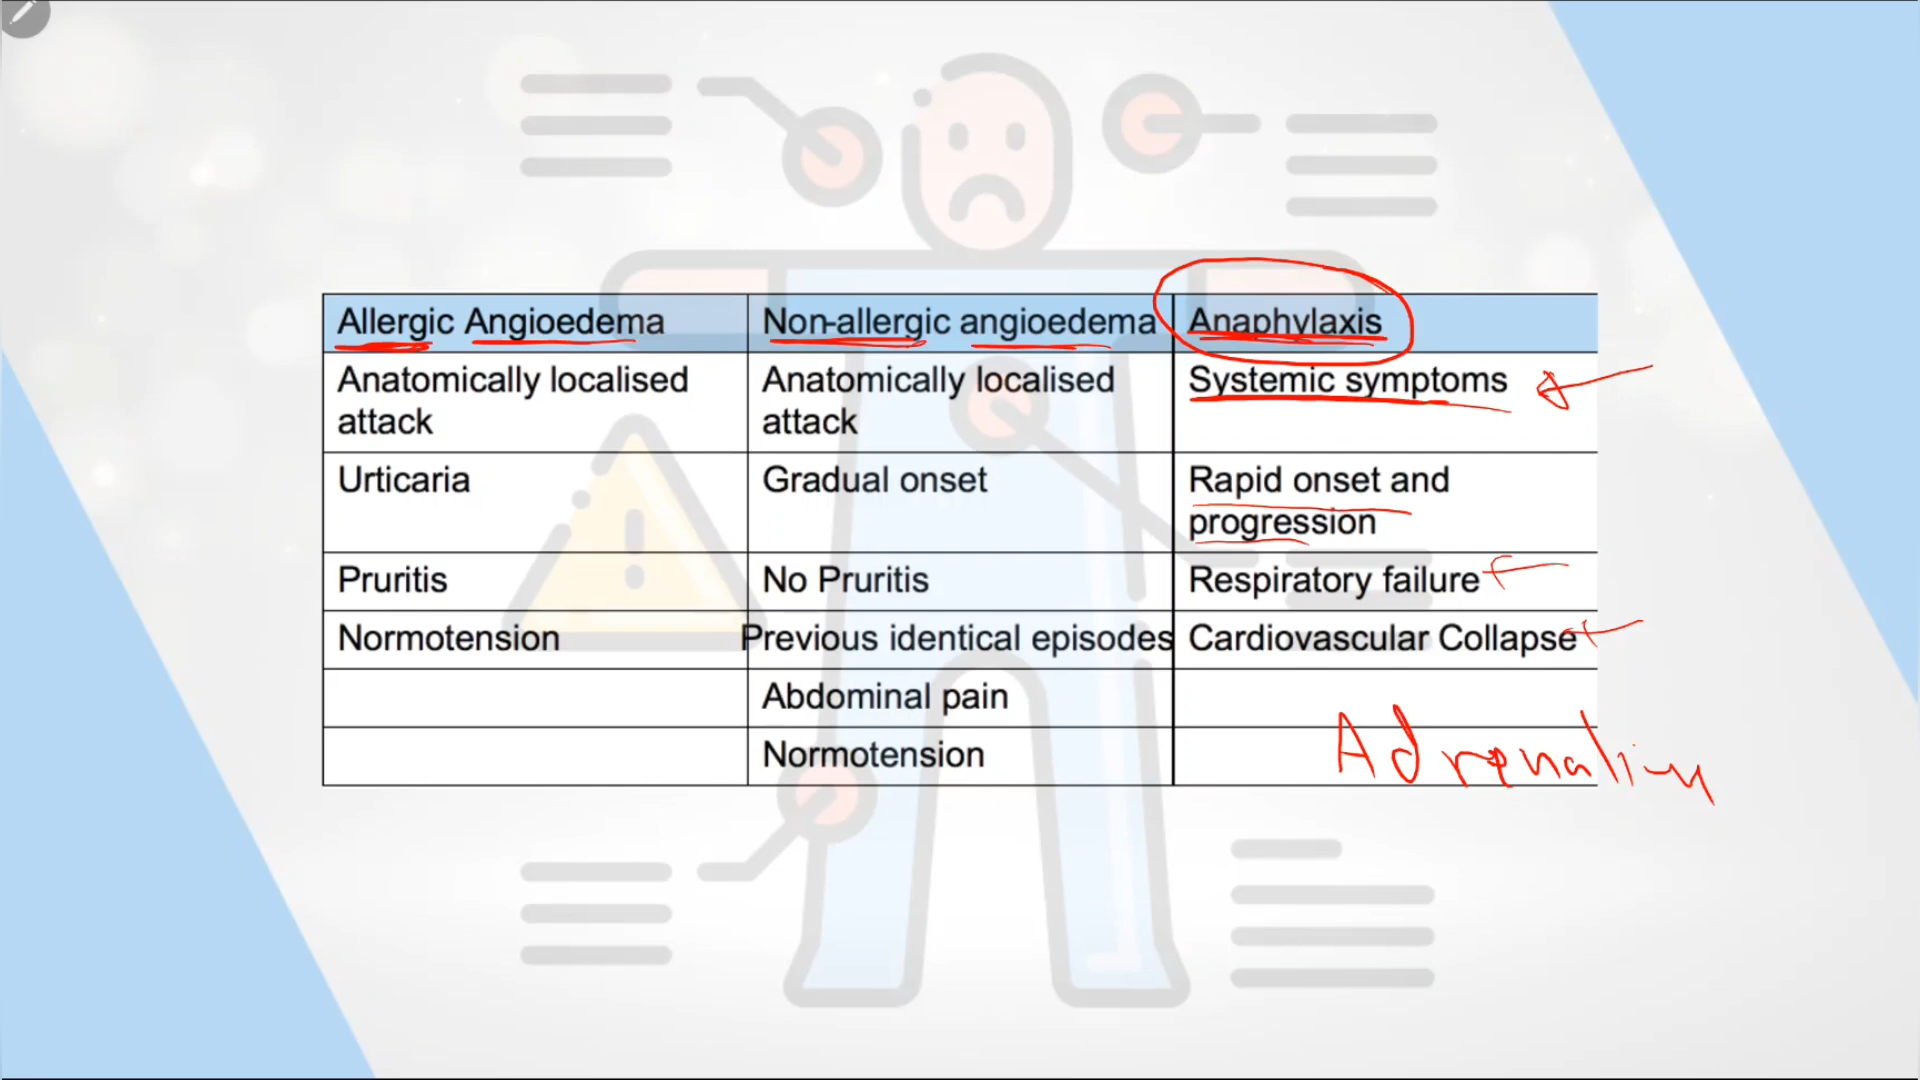 Allergic Angioedema
Non-allergic angioedema
Anaphylaxis
Anatomically localised
attack
Anatomically localised
attack
Systemic symptoms
Urticaria
Gradual onset
Rapid onset and
progression
Pruritis
No Pruritis
Respiratory failure
Normotension
Previous identical episodes
Cardiovascular Collapse
Abdominal pain
Normotension
Adrenalin